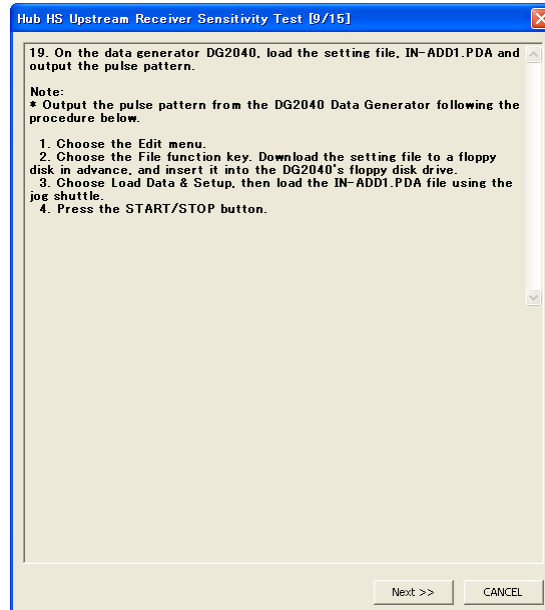 Hub HS Upstream Receiver Sensitivity Test [9/15]
19. On the data generator DG2040, load the setting file, IN-ADD1.PDA and
output the pulse pattern.
Note:
* Output the pulse pattern from the DG2040 Data Generator following the
procedure below.
1. Choose the Edit menu.
2. Choose the File function key. Download the setting file to a floppy
disk in advance, and insert it into the DG2040's floppy disk drive.
3. Choose Load Data & Setup, then load the IN-ADD1.PDA file using the
jog shuttle.
4. Press the START/STOP button.
Next >> CANCEL